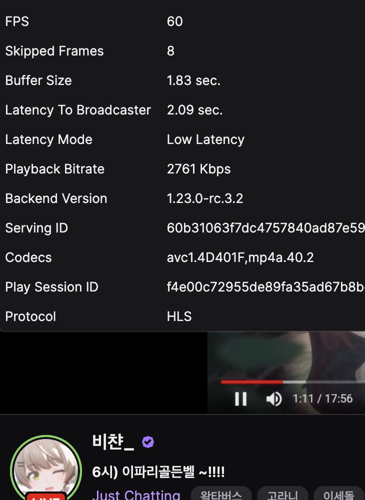 FPS 60
Skipped Frames 8
Buffer Size 1.83 sec.
Latency To Broadcaster 2.09 sec.
Latency Mode Low Latency
Playback Bitrate 2761 Kbps
Backend Version 1.23.0-rc.3.2
Serving ID 60b31063f7dc4757840ad87e59
Codecs avc1.4D401F,mp4a.40.2
Play Session ID f4e00c72955de89fa35ad67b8b
Protocol HLS
1:11 / 17:56
비챤_
6시) 이파리골든벨 ~!!!!
Just Chatting 왁타버스 고라니 이세돌